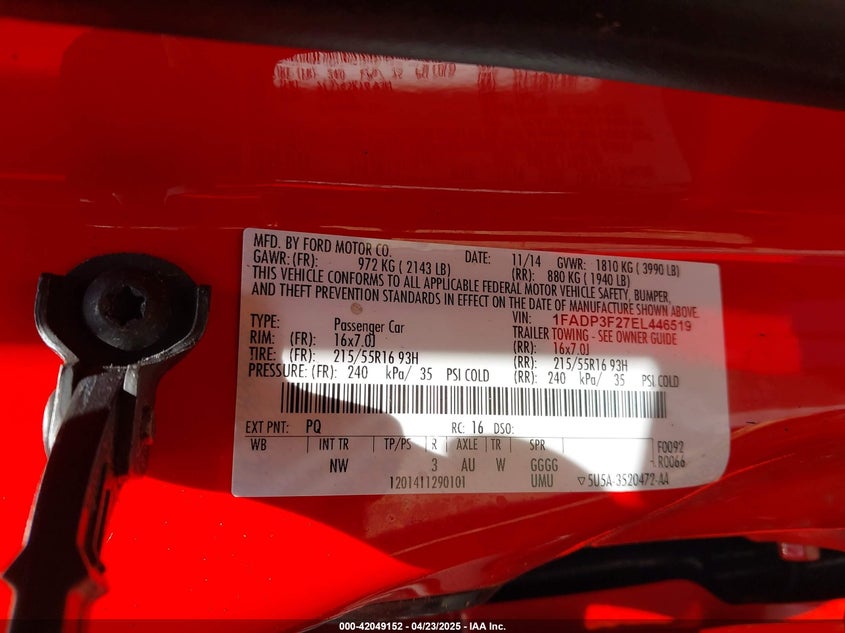 MFD. BY FORD MOTOR CO. DATE: 11/14 GVWR: 1810 KG ( 3990 LB)
GAWR: (FR): 972 KG ( 2143 LB) (RR): 880 KG ( 1940 LB)
THIS VEHICLE CONFORMS TO ALL APPLICABLE FEDERAL MOTOR VEHICLE SAFETY, BUMPER,
AND THEFT PREVENTION STANDARDS IN EFFECT ON THE DATE OF MANUFACTURE SHOWN ABOVE.
VIN: 1FADP3F27EL446519
TYPE: Passenger Car TRAILER TOWING - SEE OWNER GUIDE
RIM: (FR): 16x7.0J (RR): 16x7.0J
TIRE: (FR): 215/55R16 93H (RR): 215/55R16 93H
PRESSURE: (FR): 240 kPa/ 35 PSI COLD (RR): 240 kPa/ 35 PSI COLD
EXT PNT: PQ RC: 16 DSO:
WB INT TR TP/PS R AXLE TR SPR F0092
NW 3 AU W GGGG R0066
1201411290101 UMU ▽5U5A-3520472-AA
000-42049152 - 04/23/2025 - IAA Inc.